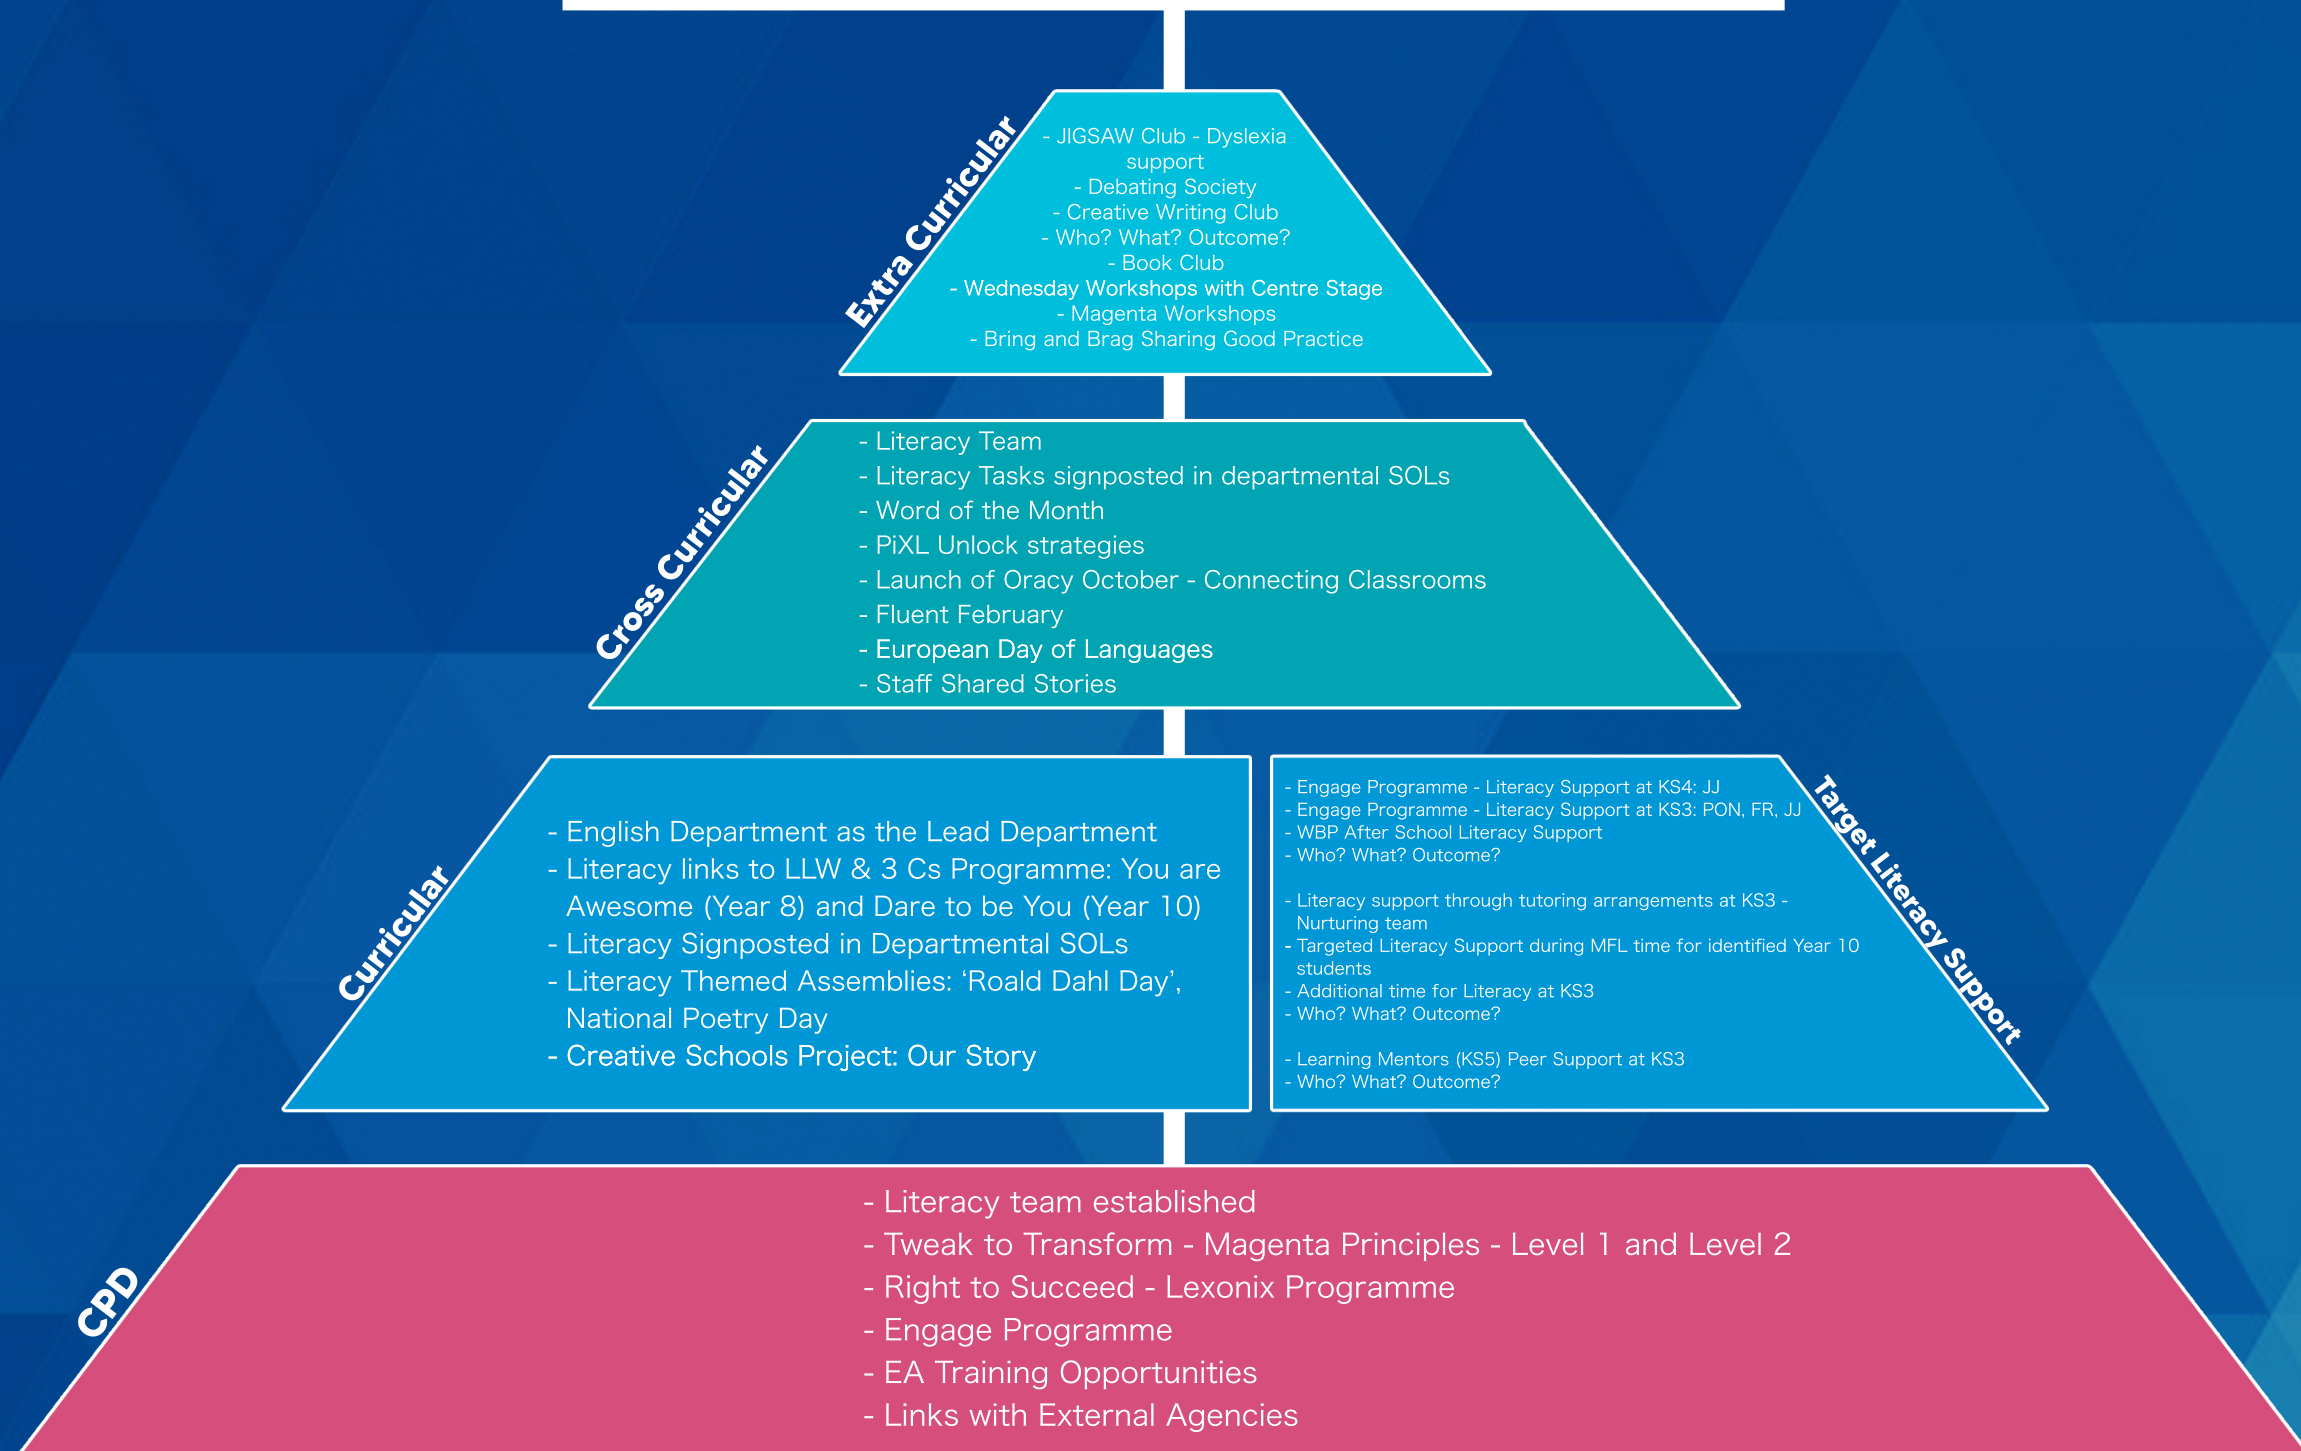 Extra Curricular
- JIGSAW Club - Dyslexia
support
- Debating Society
- Creative Writing Club
- Who? What? Outcome?
- Book Club
- Wednesday Workshops with Centre Stage
- Magenta Workshops
- Bring and Brag Sharing Good Practice
Cross Curricular
- Literacy Team
- Literacy Tasks signposted in departmental SOLs
- Word of the Month
- PiXL Unlock strategies
- Launch of Oracy October - Connecting Classrooms
- Fluent February
- European Day of Languages
- Staff Shared Stories
Curricular
- English Department as the Lead Department
- Literacy links to LLW & 3 Cs Programme: You are
Awesome (Year 8) and Dare to be You (Year 10)
- Literacy Signposted in Departmental SOLs
- Literacy Themed Assemblies: ‘Roald Dahl Day’,
National Poetry Day
- Creative Schools Project: Our Story
Target Literacy Support
- Engage Programme - Literacy Support at KS4: JJ
- Engage Programme - Literacy Support at KS3: PON, FR, JJ
- WBP After School Literacy Support
- Who? What? Outcome?
- Literacy support through tutoring arrangements at KS3 -
Nurturing team
- Targeted Literacy Support during MFL time for identified Year 10
students
- Additional time for Literacy at KS3
- Who? What? Outcome?
- Learning Mentors (KS5) Peer Support at KS3
- Who? What? Outcome?
CPD
- Literacy team established
- Tweak to Transform - Magenta Principles - Level 1 and Level 2
- Right to Succeed - Lexonix Programme
- Engage Programme
- EA Training Opportunities
- Links with External Agencies